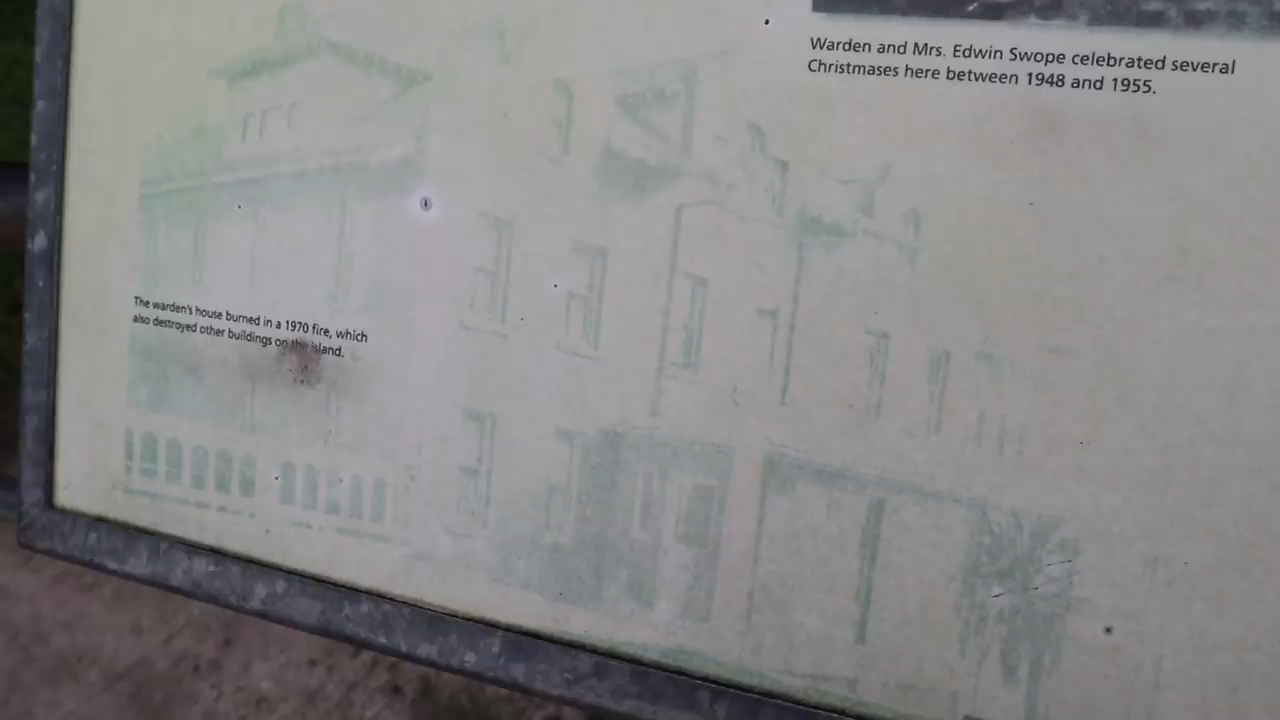 Warden and Mrs. Edwin Swope celebrated several
Christmases here between 1948 and 1955.
The warden's house burned in a 1970 fire, which
also destroyed other buildings on the island.